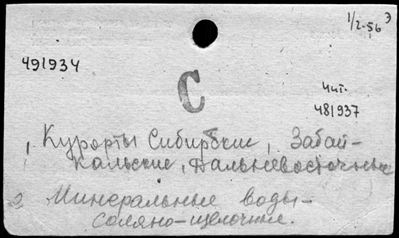 1/2-56 Э
491934
С
Чит.
481937
1, Курорты Сибирские, Забай-
кальские, Дальневосточные
2, Минеральные воды -
соляно-щелочные.